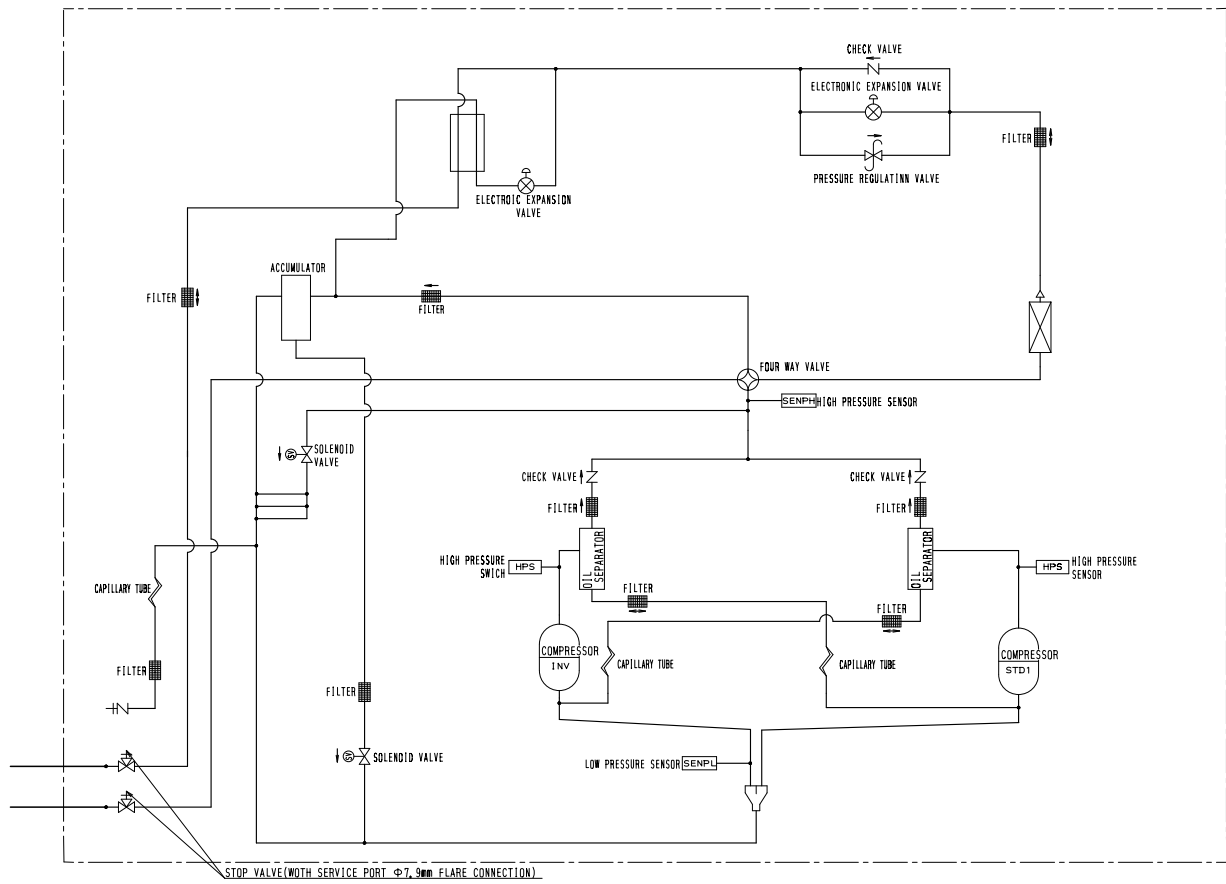 CHECK VALVE
ELECTRONIC EXPANSION VALVE
FILTER
PRESSURE REGULATINN VALVE
ELECTROIC EXPANSION
VALVE
ACCUMULATOR
FILTER
FILTER
FOUR WAY VALVE
SENPH HIGH PRESSURE SENSOR
SV SOLENOID
VALVE
CHECK VALVE
CHECK VALVE
FILTER
FILTER
OIL
SEPARATOR
OIL
SEPARATOR
HIGH PRESSURE
SWICH
HPS
HPS
HIGH PRESSURE
SENSOR
CAPILLARY TUBE
FILTER
FILTER
COMPRESSOR
INV
CAPILLARY TUBE
CAPILLARY TUBE
COMPRESSOR
STD1
FILTER
FILTER
SV SOLENOID VALVE
LOW PRESSURE SENSOR SENPL
STOP VALVE(WOTH SERVICE PORT Φ7.9mm FLARE CONNECTION)